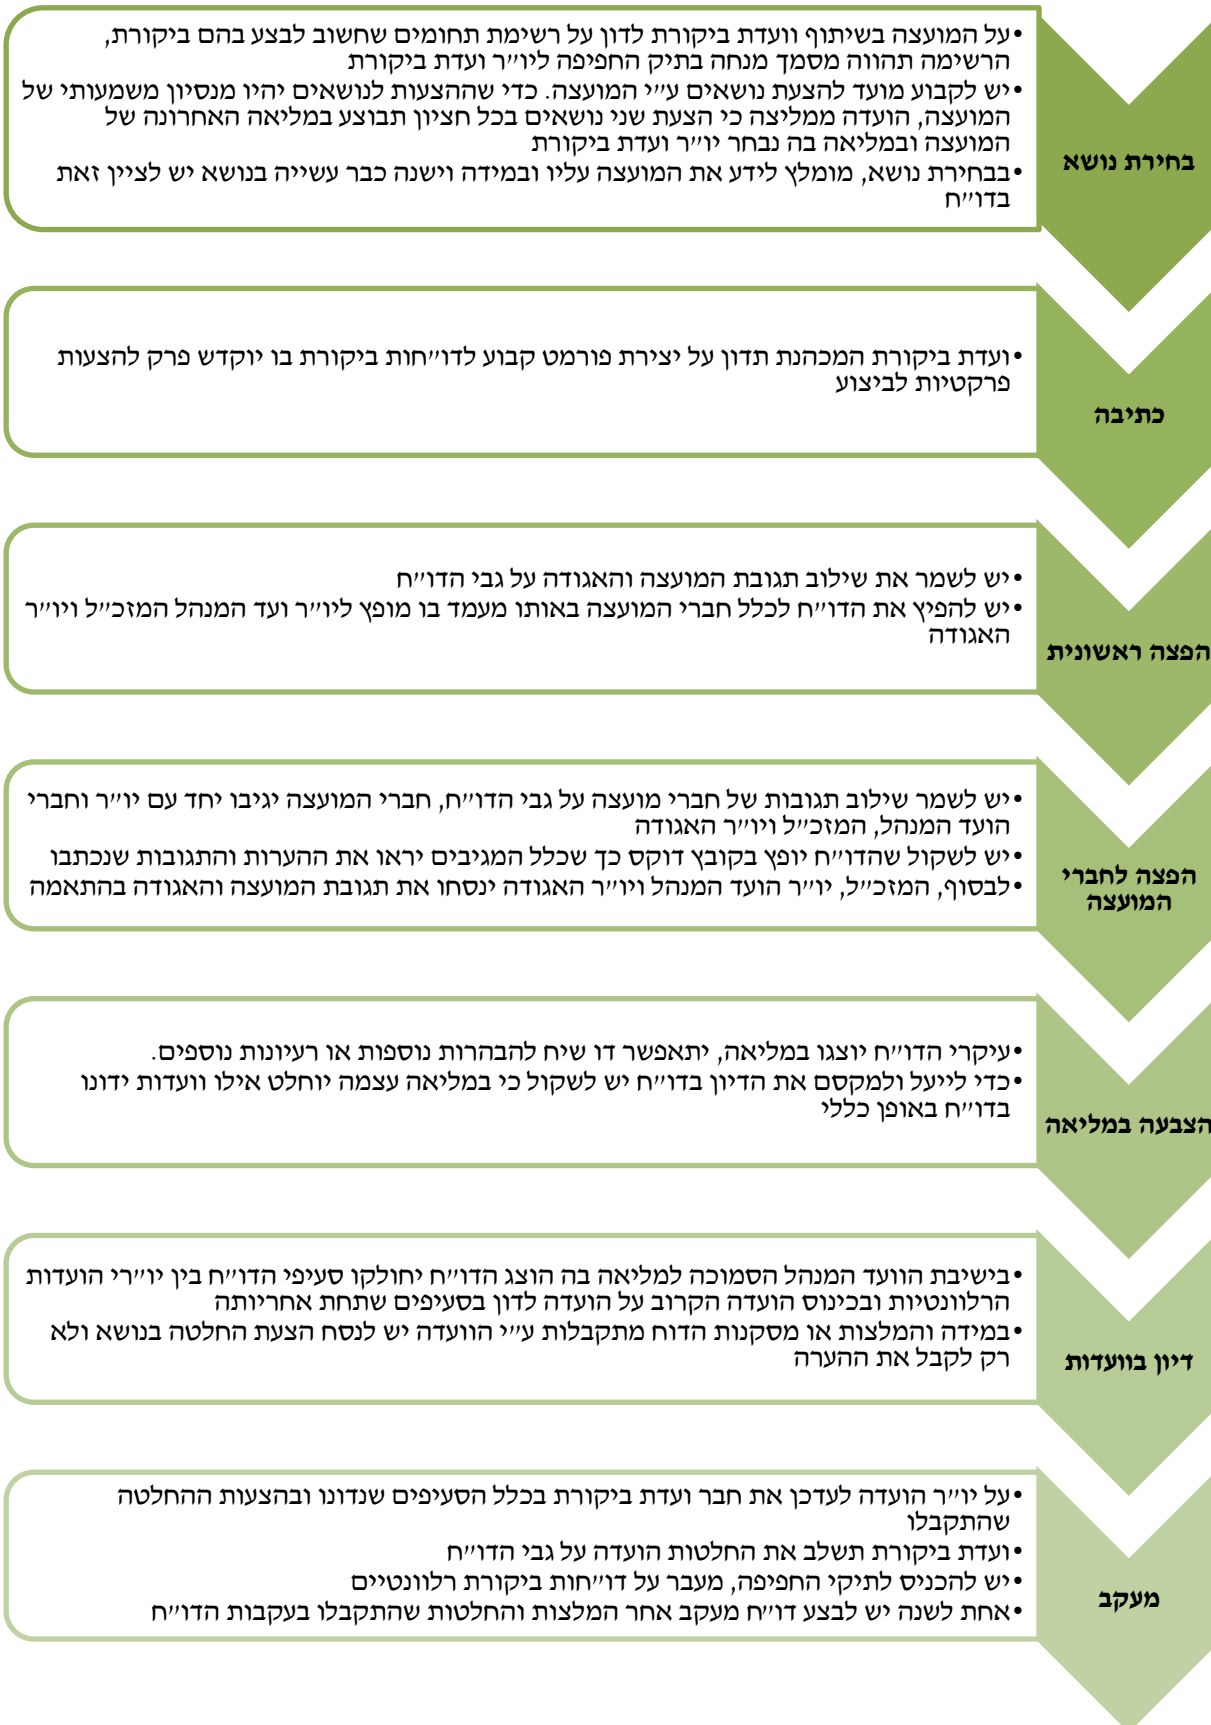 בחירת נושא
•על המועצה בשיתוף וועדת ביקורת לדון על רשימת תחומים שחשוב לבצע בהם ביקורת,
הרשימה תהווה מסמך מנחה בתיק החפיפה ליו״ר ועדת ביקורת
•יש לקבוע מועד להצעת נושאים ע״י המועצה. כדי שההצעות לנושאים יהיו מנסיון משמעותי של
המועצה, הועדה ממליצה כי הצעת שני נושאים בכל חציון תבוצע במליאה האחרונה של
המועצה ובמליאה בה נבחר יו״ר ועדת ביקורת
•בבחירת נושא, מומלץ לידע את המועצה עליו ובמידה וישנה כבר עשייה בנושא יש לציין זאת
בדו״ח
כתיבה
•ועדת ביקורת המכהנת תדון על יצירת פורמט קבוע לדו״חות ביקורת בו יוקדש פרק להצעות
פרקטיות לביצוע
הפצה ראשונית
•יש לשמר את שילוב תגובת המועצה והאגודה על גבי הדו״ח
•יש להפיץ את הדו״ח לכלל חברי המועצה באותו מעמד בו מופץ ליו״ר ועד המנהל המזכ״ל ויו״ר
האגודה
הפצה לחברי
המועצה
•יש לשמר שילוב תגובות של חברי מועצה על גבי הדו״ח, חברי המועצה יגיבו יחד עם יו״ר וחברי
הועד המנהל, המזכ״ל ויו״ר האגודה
•יש לשקול שהדו״ח יופץ בקובץ דוקס כך שכלל המגיבים יראו את ההערות והתגובות שנכתבו
•לבסוף, המזכ״ל, יו״ר הועד המנהל ויו״ר האגודה ינסחו את תגובת המועצה והאגודה בהתאמה
הצבעה במליאה
•עיקרי הדו״ח יוצגו במליאה, יתאפשר דו שיח להבהרות נוספות או רעיונות נוספים.
•כדי לייעל ולמקסם את הדיון בדו״ח יש לשקול כי במליאה עצמה יוחלט אילו וועדות ידונו
בדו״ח באופן כללי
דיון בוועדות
•בישיבת הוועד המנהל הסמוכה למליאה בה הוצג הדו״ח יחולקו סעיפי הדו״ח בין יו״רי הועדות
הרלוונטיות ובכינוס הועדה הקרוב על הועדה לדון בסעיפים שתחת אחריותה
•במידה והמלצות או מסקנות הדוח מתקבלות ע״י הוועדה יש לנסח הצעת החלטה בנושא ולא
רק לקבל את ההערה
מעקב
•על יו״ר הועדה לעדכן את חבר ועדת ביקורת בכלל הסעיפים שנדונו ובהצעות ההחלטה
שהתקבלו
•ועדת ביקורת תשלב את החלטות הועדה על גבי הדו״ח
•יש להכניס לתיקי החפיפה, מעבר על דו״חות ביקורת רלוונטיים
•אחת לשנה יש לבצע דו״ח מעקב אחר המלצות והחלטות שהתקבלו בעקבות הדו״ח